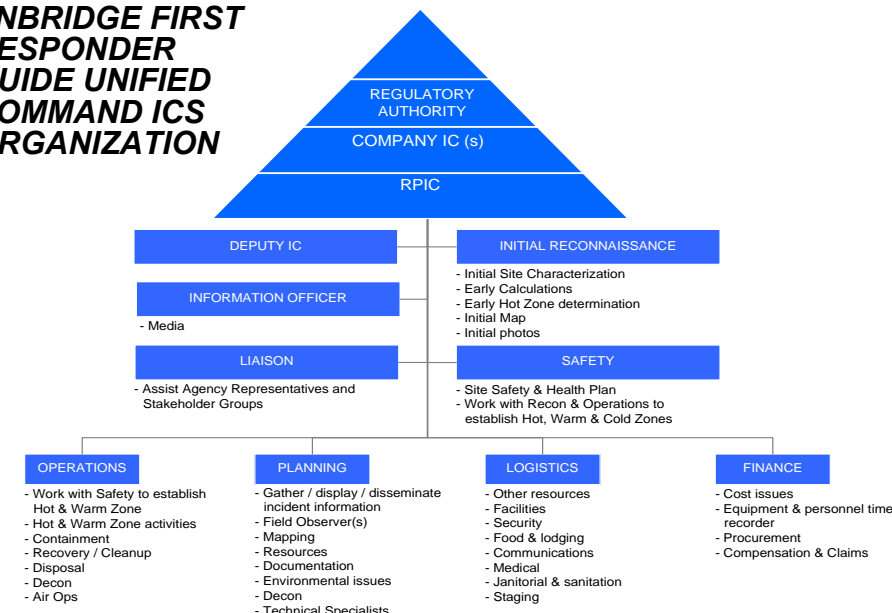 NBRIDGE FIRST
ESPONDER
UIDE UNIFIED
OMMAND ICS
RGANIZATION
REGULATORY
AUTHORITY
COMPANY IC (s)
RPIC
DEPUTY IC
INITIAL RECONNAISSANCE
- Initial Site Characterization
- Early Calculations
- Early Hot Zone determination
- Initial Map
- Initial photos
INFORMATION OFFICER
- Media
LIAISON
- Assist Agency Representatives and
Stakeholder Groups
SAFETY
- Site Safety & Health Plan
- Work with Recon & Operations to
establish Hot, Warm & Cold Zones
OPERATIONS
- Work with Safety to establish
Hot & Warm Zone
- Hot & Warm Zone activities
- Containment
- Recovery / Cleanup
- Disposal
- Decon
- Air Ops
PLANNING
- Gather / display / disseminate
incident information
- Field Observer(s)
- Mapping
- Resources
- Documentation
- Environmental issues
- Decon
- Technical Specialists
LOGISTICS
- Other resources
- Facilities
- Security
- Food & lodging
- Communications
- Medical
- Janitorial & sanitation
- Staging
FINANCE
- Cost issues
- Equipment & personnel time
recorder
- Procurement
- Compensation & Claims